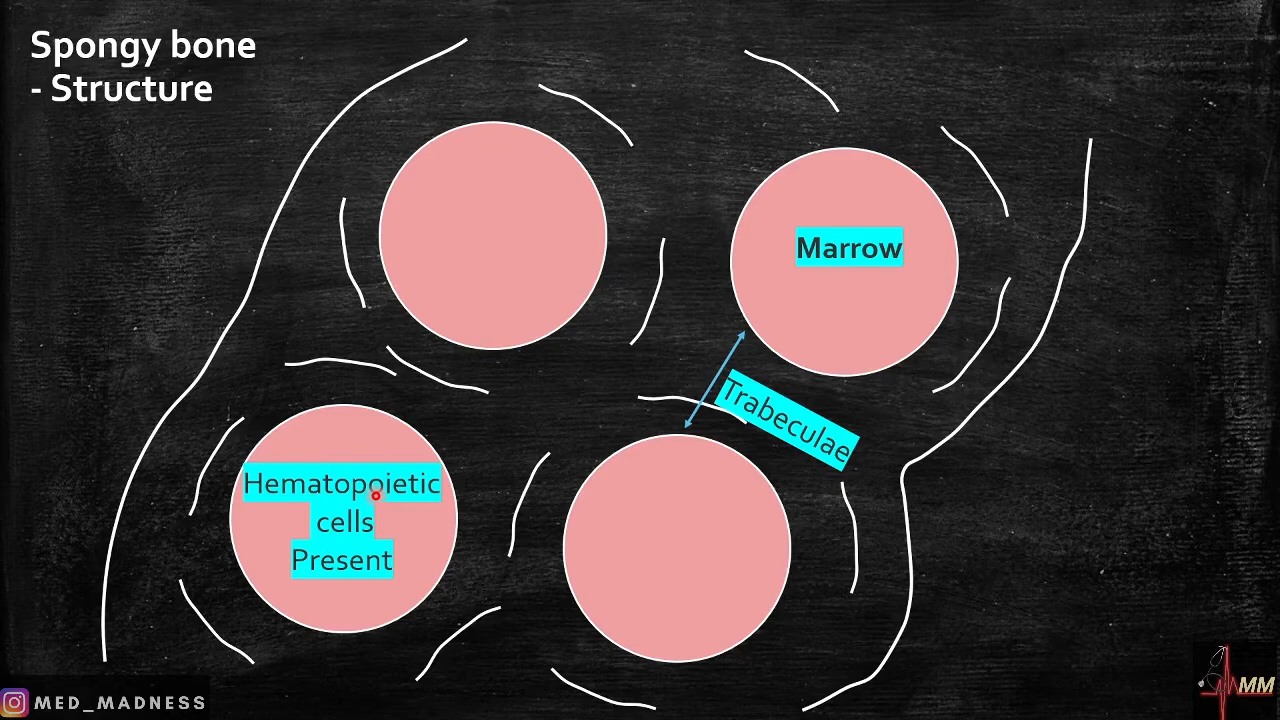 Spongy bone
- Structure
Marrow
Trabeculae
Hematopoietic
cells
Present
MED_MADNESS
MM